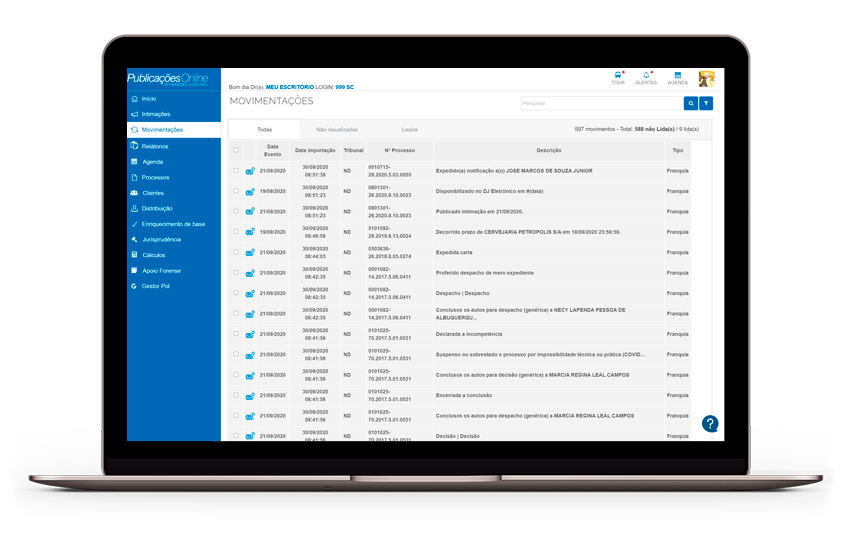 PublicaçõesOnline
INTIMAÇÕES JUDICIAIS
Início
Intimações
Movimentações
Relatórios
Agenda
Processos
Clientes
Distribuição
Enriquecimento de base
Jurisprudência
Cálculos
Apoio Forense
Gestor Pol
TOUR
ALERTAS
AGENDA
Bom dia Dr(a), MEU ESCRITÓRIO LOGIN: 999 SC
MOVIMENTAÇÕES
Pesquisar
Todas Não visualizadas Lixeira 597 movimentos - Total: 588 não Lida(s) / 9 lida(s)
Data Evento Data importação Tribunal Nº Processo Descrição Tipo
21/09/2020 30/09/2020 08:51:38 ND 0010715-29.2020.5.03.0055 Expedido(a) notificação a(o) JOSE MARCOS DE SOUZA JUNIOR Franquia
19/09/2020 30/09/2020 08:51:23 ND 0801301-26.2020.8.10.0023 Disponibilizado no DJ Eletrônico em #(data) Franquia
21/09/2020 30/09/2020 08:51:23 ND 0801301-26.2020.8.10.0023 Publicado Intimação em 21/09/2020. Franquia
19/09/2020 30/09/2020 08:46:58 ND 5101592-29.2019.8.13.0024 Decorrido prazo de CERVEJARIA PETROPOLIS S/A em 18/09/2020 23:59:59. Franquia
21/09/2020 30/09/2020 08:44:03 ND 0503636-26.2018.8.05.0274 Expedida carta Franquia
21/09/2020 30/09/2020 08:42:35 ND 0001082-14.2017.5.06.0411 Proferido despacho de mero expediente Franquia
21/09/2020 30/09/2020 08:42:35 ND 0001082-14.2017.5.06.0411 Despacho | Despacho Franquia
21/09/2020 30/09/2020 08:42:35 ND 0001082-14.2017.5.06.0411 Conclusos os autos para despacho (genérica) a NECY LAPENDA PESSOA DE ALBUQUERQU... Franquia
21/09/2020 30/09/2020 08:41:56 ND 0101025-70.2017.5.01.0531 Declarada a incompetência Franquia
21/09/2020 30/09/2020 08:41:56 ND 0101025-70.2017.5.01.0531 Suspenso ou sobrestado o processo por impossibilidade técnica ou prática (COVID... Franquia
21/09/2020 30/09/2020 08:41:56 ND 0101025-70.2017.5.01.0531 Conclusos os autos para decisão (genérica) a MARCIA REGINA LEAL CAMPOS Franquia
21/09/2020 30/09/2020 08:41:56 ND 0101025-70.2017.5.01.0531 Encerrada a conclusão Franquia
21/09/2020 30/09/2020 08:41:56 ND 0101025-70.2017.5.01.0531 Conclusos os autos para despacho (genérica) a MARCIA REGINA LEAL CAMPOS Franquia
21/09/2020 30/09/2020 08:41:56 ND 0101025-70.2017.5.01.0531 Decisão | Decisão Franquia
?